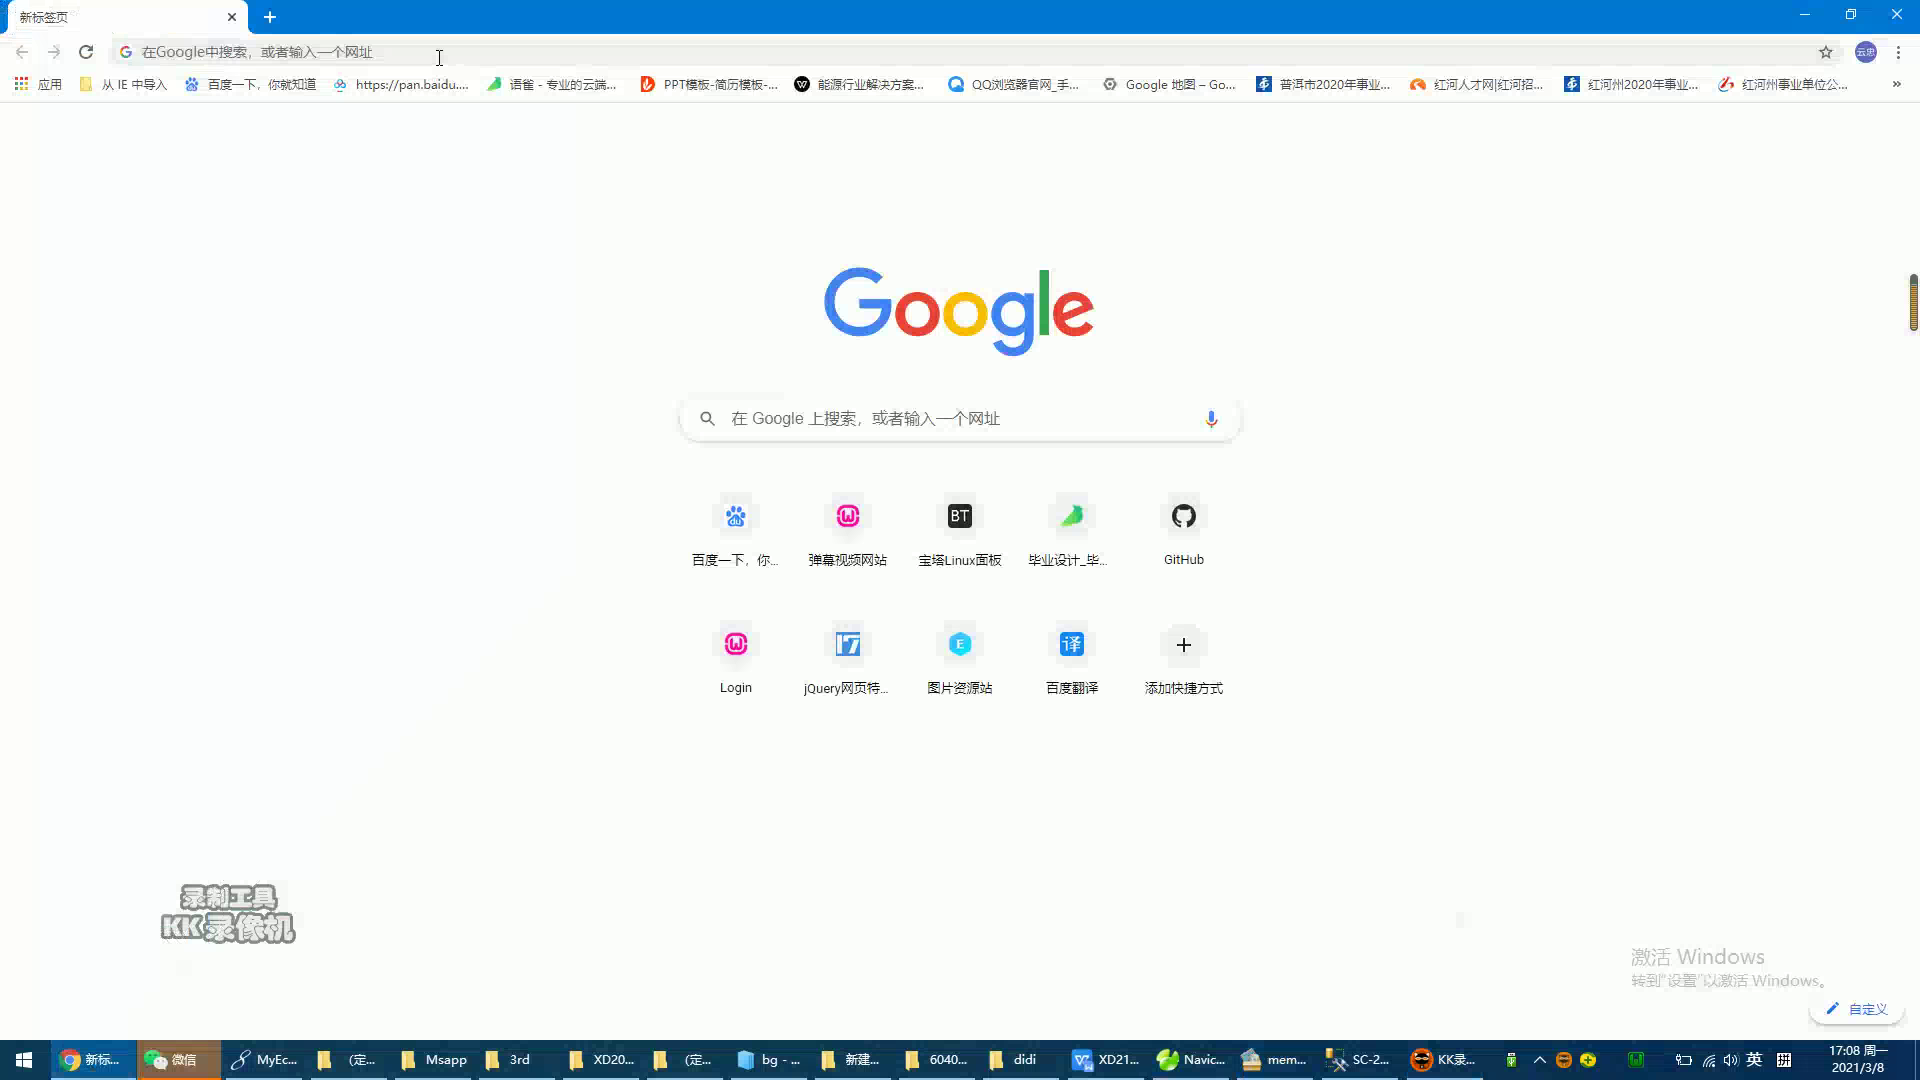 新标签页
在Google中搜索，或者输入一个网址
云思
应用
从 IE 中导入
百度一下，你就知道
https://pan.baidu....
语雀 - 专业的云端...
PPT模板-简历模板-...
能源行业解决方案...
QQ浏览器官网_手...
Google 地图 – Go...
普洱市2020年事业...
红河人才网|红河招...
红河州2020年事业...
红河州事业单位公...
»
Google
在 Google 上搜索，或者输入一个网址
百度一下，你...
弹幕视频网站
BT
宝塔Linux面板
毕业设计_毕...
GitHub
Login
jQuery网页特...
E
图片资源站
译
百度翻译
添加快捷方式
录制工具
KK录像机
激活 Windows
转到“设置”以激活 Windows。
自定义
新标...
微信
MyEc...
(定...
Msapp
3rd
XD20...
(定...
bg - ...
新建...
6040...
didi
XD21...
Navic...
mem...
SC-2...
KK录...
英
拼
17:08 周一
2021/3/8